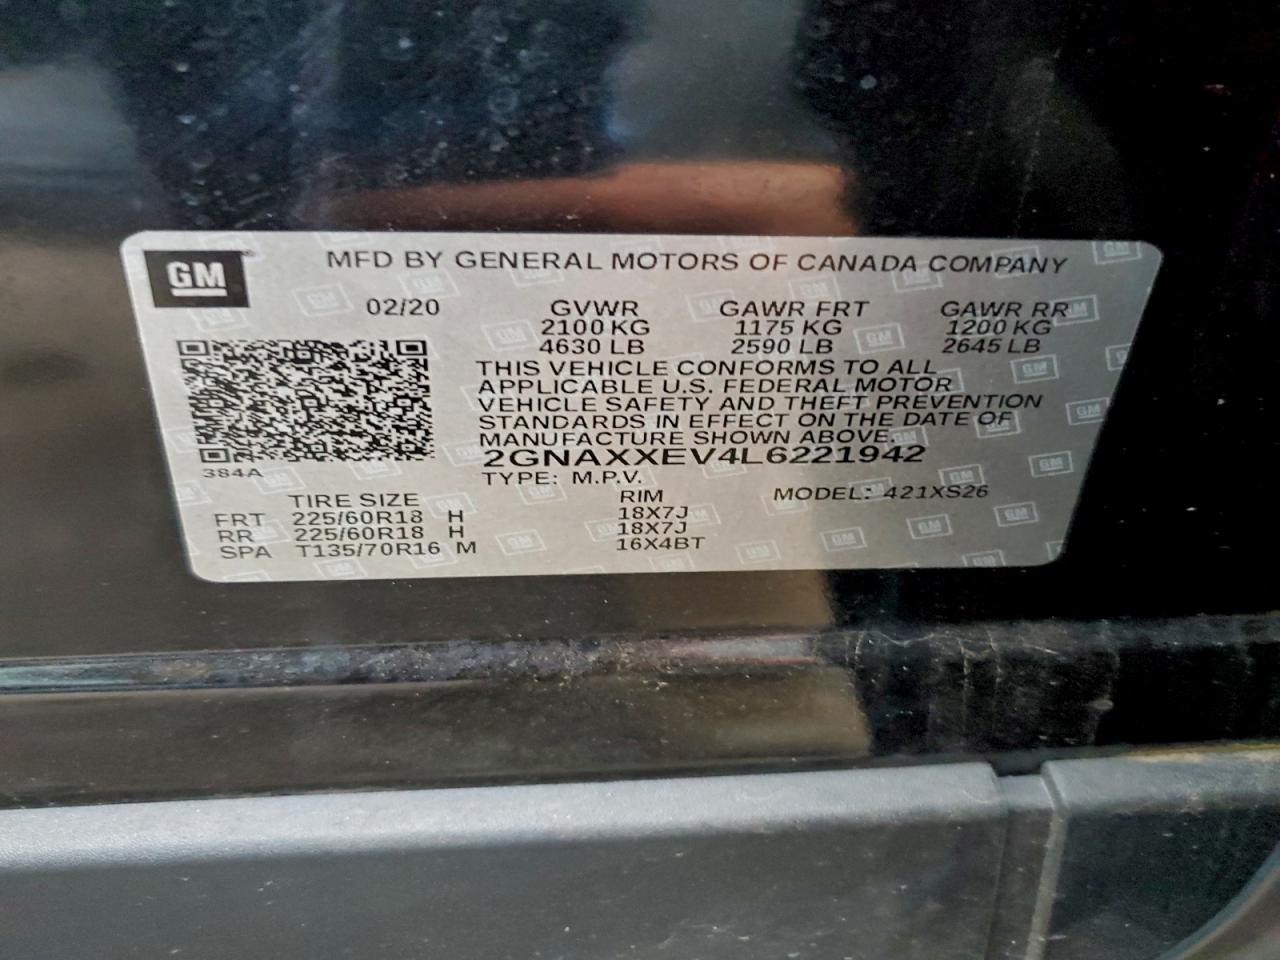 GM
MFD BY GENERAL MOTORS OF CANADA COMPANY
02/20 GVWR GAWR FRT GAWR RR
2100 KG 1175 KG 1200 KG
4630 LB 2590 LB 2645 LB
THIS VEHICLE CONFORMS TO ALL
APPLICABLE U.S. FEDERAL MOTOR
VEHICLE SAFETY AND THEFT PREVENTION
STANDARDS IN EFFECT ON THE DATE OF
MANUFACTURE SHOWN ABOVE.
2GNAXXEV4L6221942
384A
TYPE: M.P.V.
TIRE SIZE RIM MODEL: 421XS26
FRT 225/60R18 H 18X7J
RR 225/60R18 H 18X7J
SPA T135/70R16 M 16X4BT